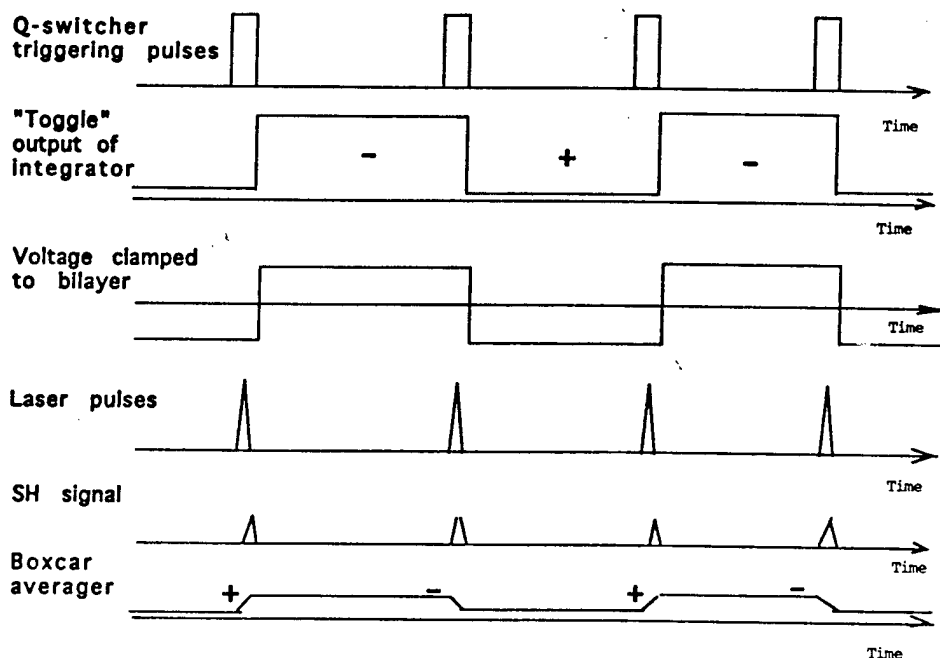 Q-switcher
triggering pulses
Time
"Toggle"
output of
integrator
- + -
Time
Voltage clamped
to bilayer
Time
Laser pulses
Time
SH signal
Time
Boxcar
averager
+ - + -
Time